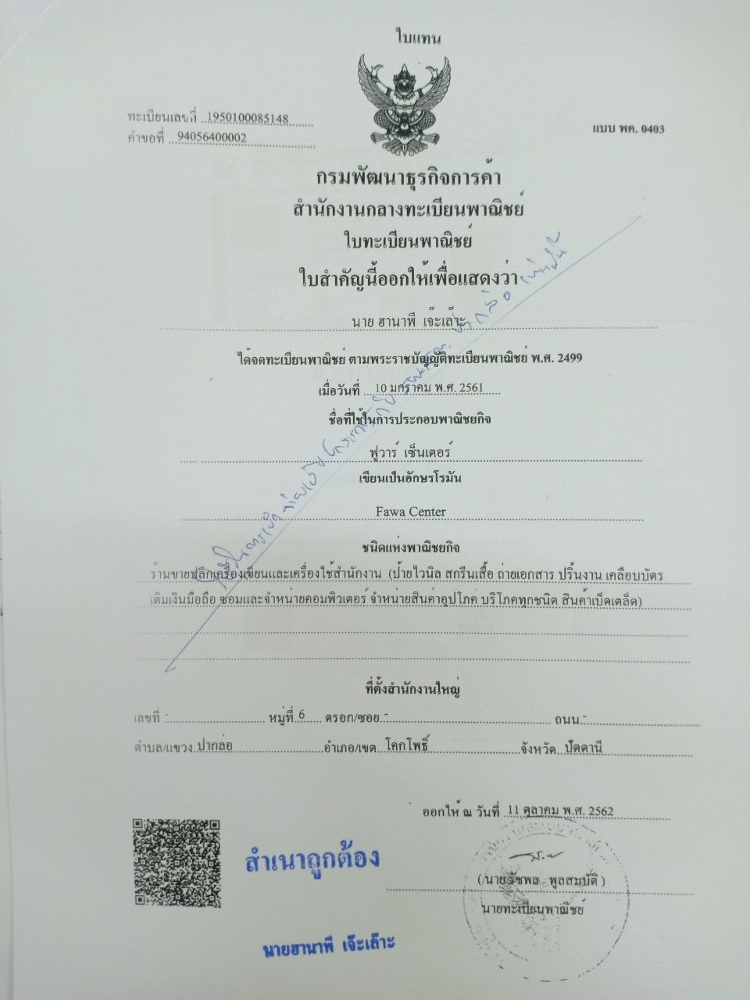 ใบแทน
ทะเบียนเลขที่ 1950100085148
คำขอที่ 94056400002
แบบ พค. 0403
กรมพัฒนาธุรกิจการค้า
สำนักงานกลางทะเบียนพาณิชย์
ใบทะเบียนพาณิชย์
ใบสำคัญนี้ออกให้เพื่อแสดงว่า
นาย ฮานาพี เจ๊ะเล๊าะ
ได้จดทะเบียนพาณิชย์ ตามพระราชบัญญัติทะเบียนพาณิชย์ พ.ศ. 2499
เมื่อวันที่ 10 มกราคม พ.ศ. 2561
ชื่อที่ใช้ในการประกอบพาณิชยกิจ
ฟูวาร์ เซ็นเตอร์
เขียนเป็นอักษรโรมัน
Fawa Center
ชนิดแห่งพาณิชยกิจ
ร้านขายปลีกเครื่องเขียนและเครื่องใช้สำนักงาน (ป้ายไวนิล สกรีนเสื้อ ถ่ายเอกสาร ปริ้นงาน เคลือบบัตร
เติมเงินมือถือ ซ่อมและจำหน่ายคอมพิวเตอร์ จำหน่ายสินค่าอุปโภค บริโภคทุกชนิด สินค้าเบ็ดเตล็ด)
ที่ตั้งสำนักงานใหญ่
เลขที่ - หมู่ที่ 6 ตรอก/ซอย - ถนน -
ตำบล/แขวง ปากล่อ อำเภอ/เขต โคกโพธิ์ จังหวัด ปัตตานี
ออกให้ ณ วันที่ 11 ตุลาคม พ.ศ. 2562
สำเนาถูกต้อง
(นายรัชพล พูลสมบัติ)
นายทะเบียนพาณิชย์
นายฮานาพี เจ๊ะเล๊าะ